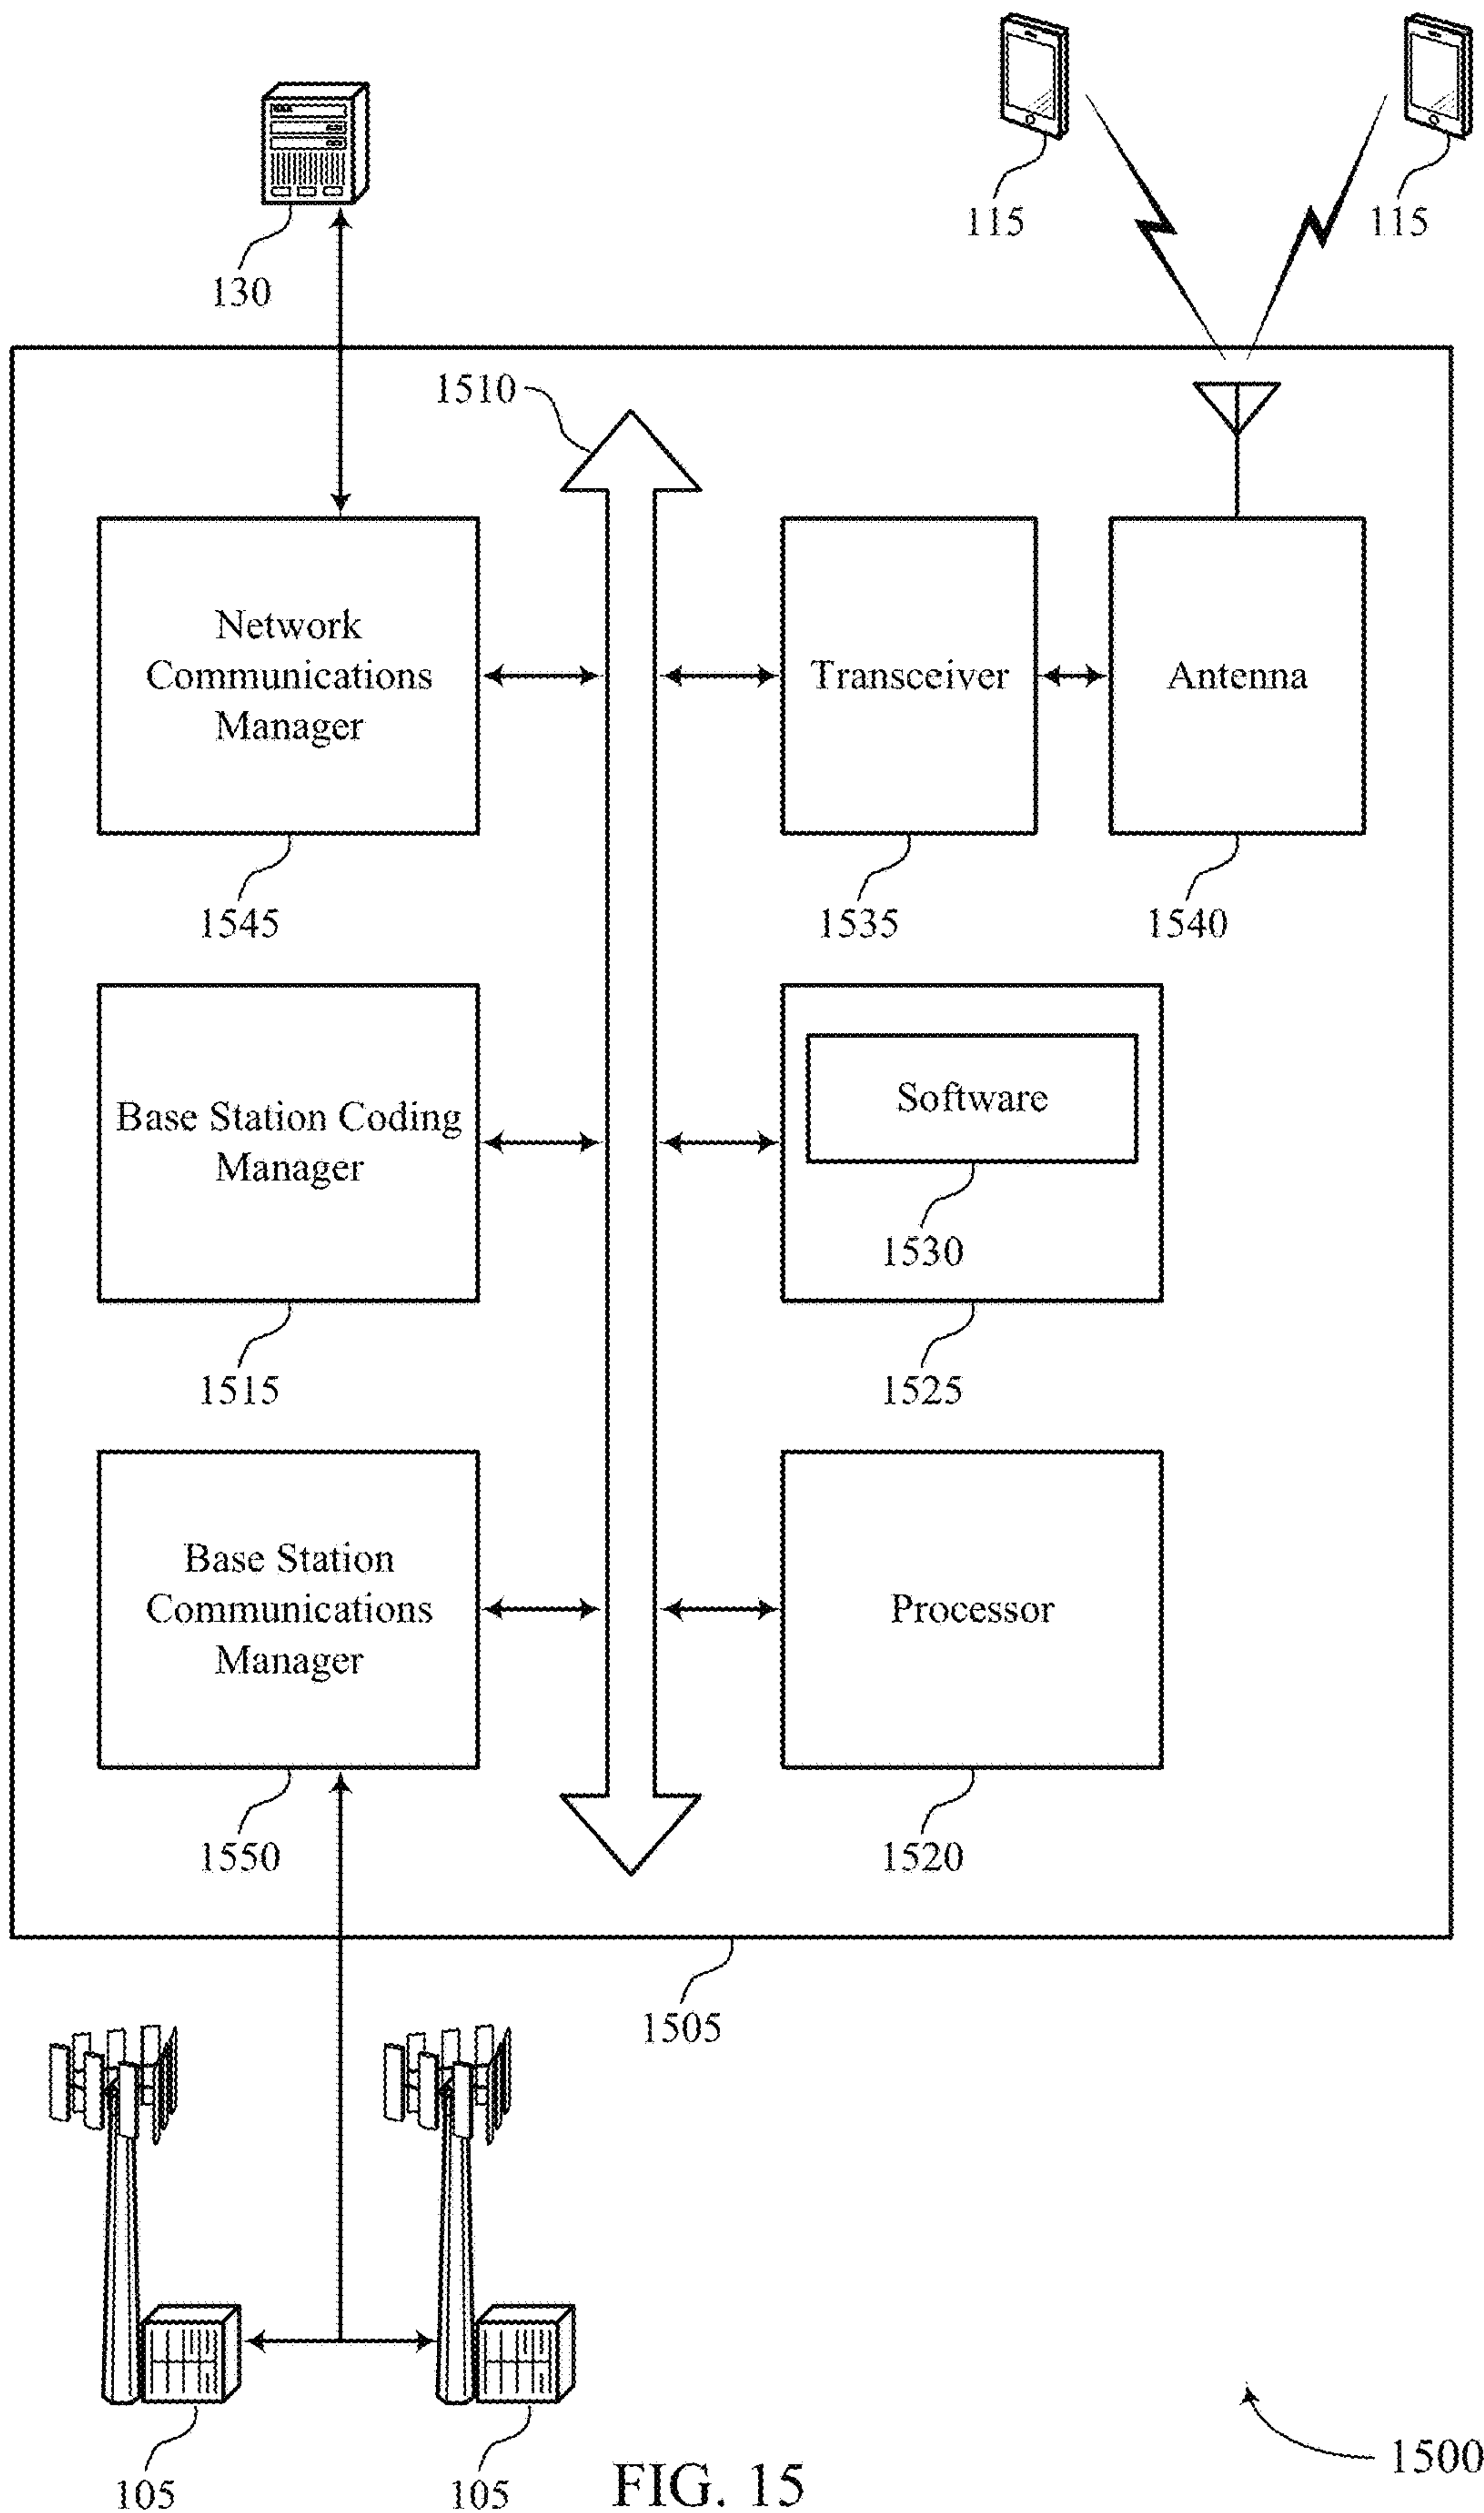 115
115
130
1510
Network
Communications
Manager
Transceiver
Antenna
1545
1535
1540
Base Station Coding
Manager
Software
1530
1515
1525
Base Station
Communications
Manager
Processor
1550
1520
1505
105
105
FIG. 15
1500